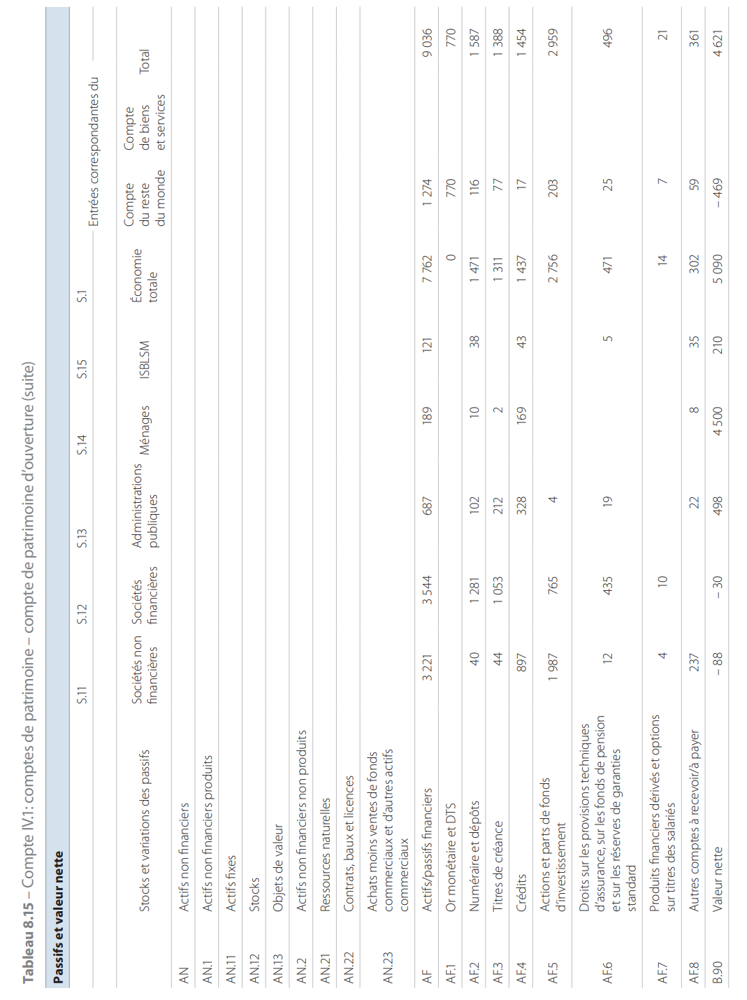 Tableau 8.15 – Compte IV.1: comptes de patrimoine – compte de patrimoine d’ouverture (suite)
Passifs et valeur nette
S.11 S.12 S.13 S.14 S.15 S.1
Entrées correspondantes du
Stocks et variations des passifs Sociétés non financières Sociétés financières Administrations publiques Ménages ISBLSM Économie totale Compte du reste du monde Compte de biens et services Total
AN Actifs non financiers
AN.1 Actifs non financiers produits
AN.11 Actifs fixes
AN.12 Stocks
AN.13 Objets de valeur
AN.2 Actifs non financiers non produits
AN.21 Ressources naturelles
AN.22 Contrats, baux et licences
AN.23 Achats moins ventes de fonds
commerciaux et d’autres actifs
commerciaux
AF Actifs/passifs financiers 3 221 3 544 687 189 121 7 762 1 274 9 036
AF.1 Or monétaire et DTS 0 770 770
AF.2 Numéraire et dépôts 40 1 281 102 10 38 1 471 116 1 587
AF.3 Titres de créance 44 1 053 212 2 1 311 77 1 388
AF.4 Crédits 897 328 169 43 1 437 17 1 454
AF.5 Actions et parts de fonds
d’investissement 1 987 765 4 2 756 203 2 959
AF.6 Droits sur les provisions techniques
d’assurance, sur les fonds de pension
et sur les réserves de garanties
standard 12 435 19 5 471 25 496
AF.7 Produits financiers dérivés et options
sur titres des salariés 4 10 14 7 21
AF.8 Autres comptes à recevoir/à payer 237 22 8 35 302 59 361
B.90 Valeur nette – 88 – 30 498 4 500 210 5 090 – 469 4 621